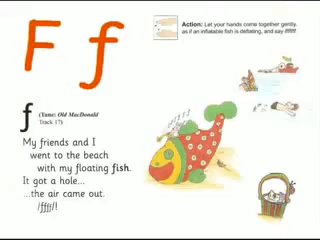 F f
Action: Let your hands come together gently,
as if an inflatable fish is deflating, and say ffffff
f
(Tune: Old MacDonald
Track: 17)
My friends and I
went to the beach
with my floating fish.
It got a hole...
...the air came out.
/ffff/!